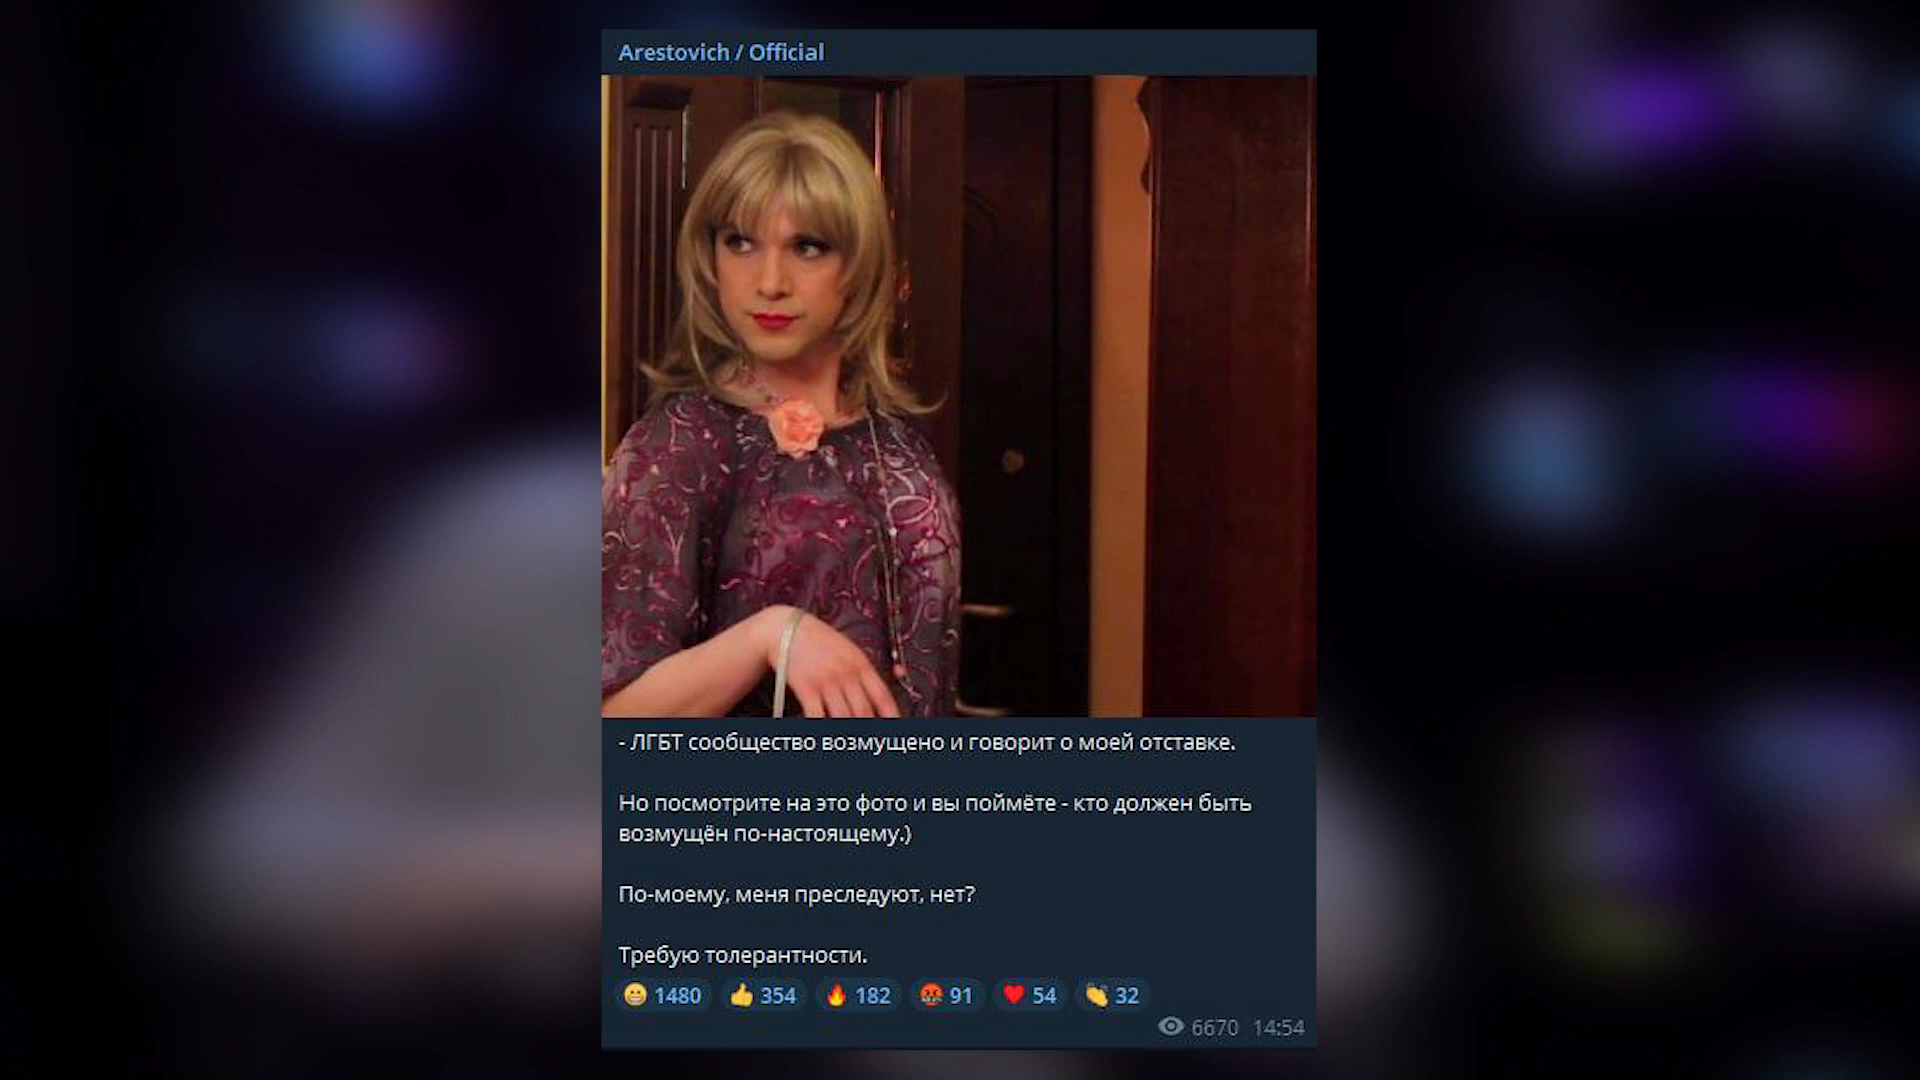 Arestovich / Official
- ЛГБТ сообщество возмущено и говорит о моей отставке.
Но посмотрите на это фото и вы поймёте - кто должен быть
возмущён по-настоящему.)
По-моему, меня преследуют, нет?
Требую толерантности.
1480 354 182 91 54 32
6670 14:54